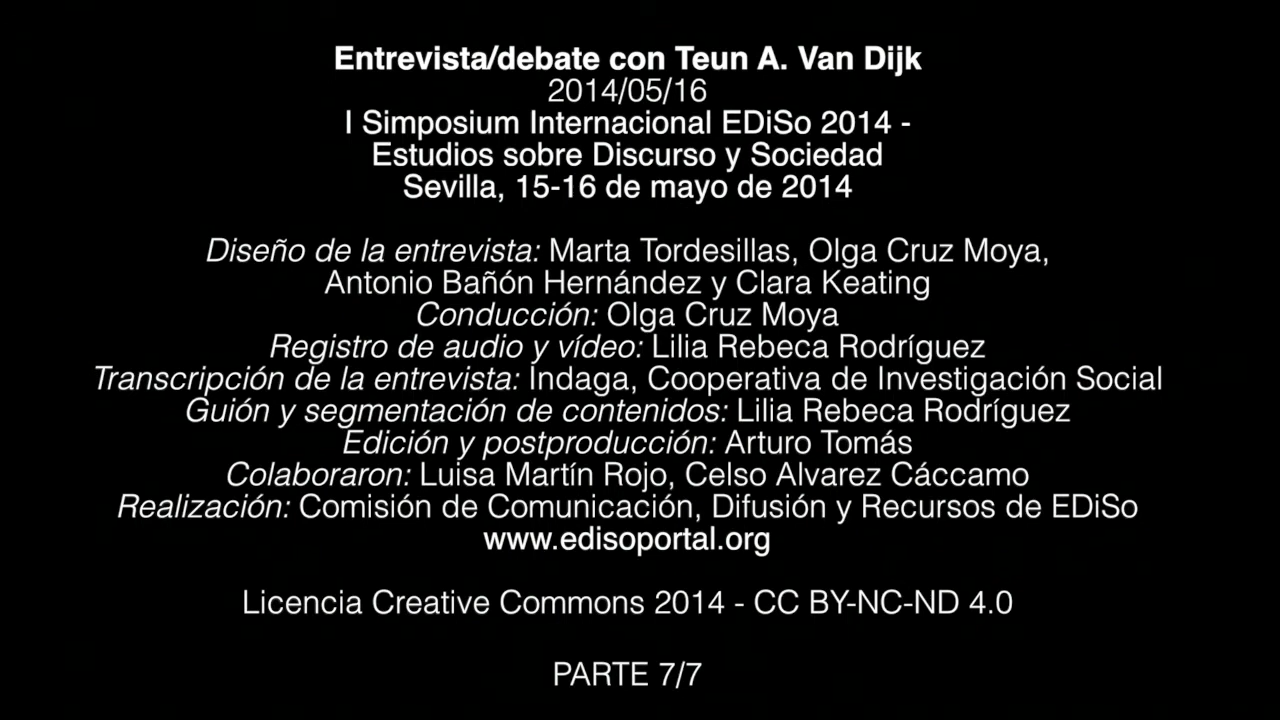 Entrevista/debate con Teun A. Van Dijk
2014/05/16
I Simposium Internacional EDiSo 2014 -
Estudios sobre Discurso y Sociedad
Sevilla, 15-16 de mayo de 2014
Diseño de la entrevista: Marta Tordesillas, Olga Cruz Moya,
Antonio Bañón Hernández y Clara Keating
Conducción: Olga Cruz Moya
Registro de audio y vídeo: Lilia Rebeca Rodríguez
Transcripción de la entrevista: Indaga, Cooperativa de Investigación Social
Guión y segmentación de contenidos: Lilia Rebeca Rodríguez
Edición y postproducción: Arturo Tomás
Colaboraron: Luisa Martín Rojo, Celso Alvarez Cáccamo
Realización: Comisión de Comunicación, Difusión y Recursos de EDiSo
www.edisoportal.org
Licencia Creative Commons 2014 - CC BY-NC-ND 4.0
PARTE 7/7